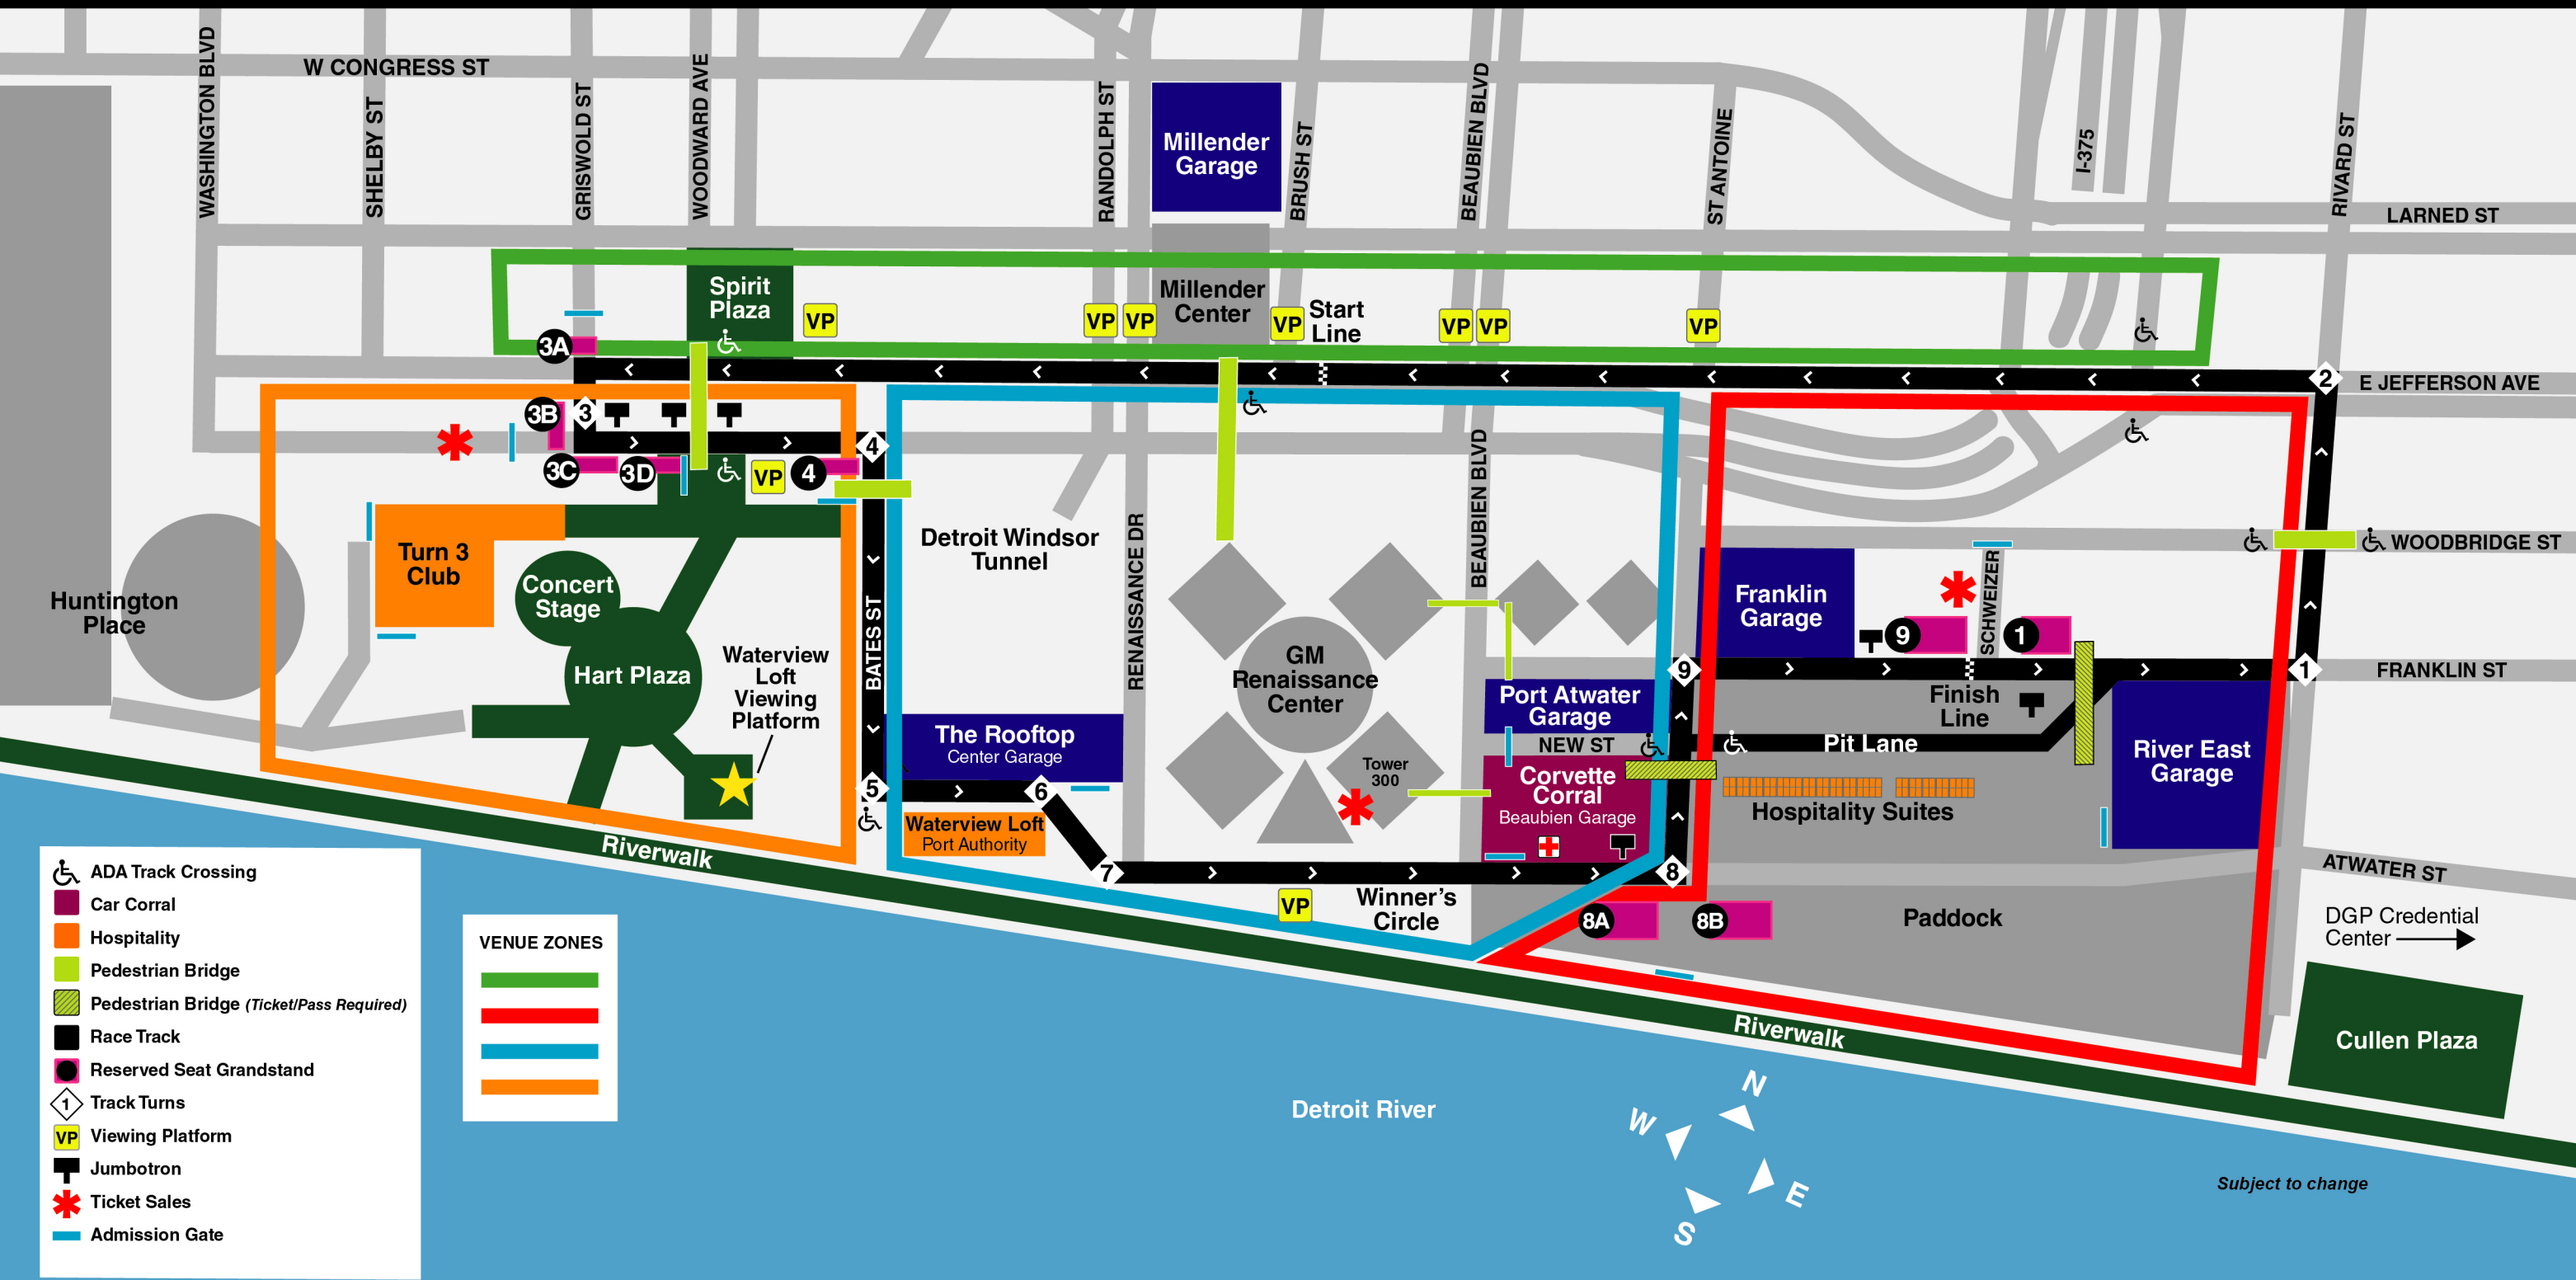 W CONGRESS ST
WASHINGTON BLVD
SHELBY ST
GRISWOLD ST
WOODWARD AVE
RANDOLPH ST
BRUSH ST
BEAUBIEN BLVD
ST ANTOINE
I-375
RIVARD ST
LARNED ST
Millender
Garage
Spirit
Plaza
Millender
Center
Start
Line
VP
VP
VP
VP
VP
VP
VP
3A
2
E JEFFERSON AVE
3B
3
3C
3D
VP
4
4
Detroit Windsor
Tunnel
RENAISSANCE DR
BEAUBIEN BLVD
WOODBRIDGE ST
Turn 3
Club
Concert
Stage
Hart Plaza
Huntington
Place
Waterview
Loft
Viewing
Platform
BATES ST
GM
Renaissance
Center
Franklin
Garage
SCHWEIZER
9
1
9
1
FRANKLIN ST
The Rooftop
Center Garage
Port Atwater
Garage
NEW ST
Finish
Line
Pit Lane
River East
Garage
Tower
300
Corvette
Corral
Beaubien Garage
Hospitality Suites
5
6
Waterview Loft
Port Authority
7
8
Riverwalk
VP
Winner's
Circle
8A
8B
Paddock
ATWATER ST
DGP Credential
Center
Riverwalk
Cullen Plaza
Detroit River
N
W
E
S
Subject to change
ADA Track Crossing
Car Corral
Hospitality
Pedestrian Bridge
Pedestrian Bridge (Ticket/Pass Required)
Race Track
Reserved Seat Grandstand
1 Track Turns
VP Viewing Platform
Jumbotron
Ticket Sales
Admission Gate
VENUE ZONES